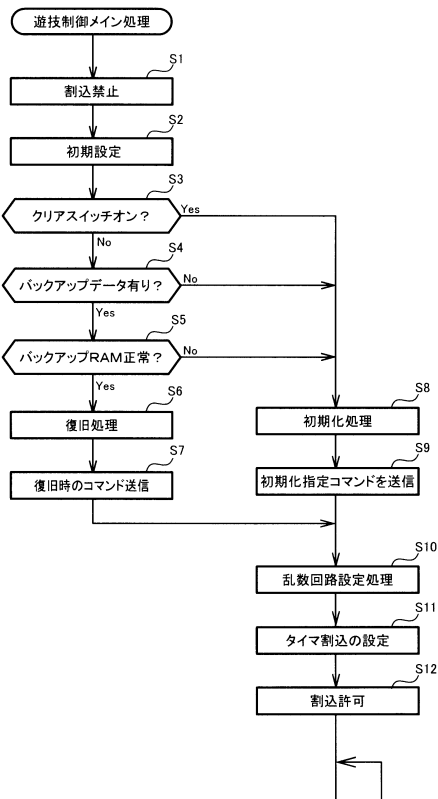 遊技制御メイン処理
S1
割込禁止
S2
初期設定
S3
クリアスイッチオン？
Yes
No
S4
バックアップデータ有り？
No
Yes
S5
バックアップRAM正常？
No
Yes
S6
復旧処理
S7
復旧時のコマンド送信
S8
初期化処理
S9
初期化指定コマンドを送信
S10
乱数回路設定処理
S11
タイマ割込の設定
S12
割込許可